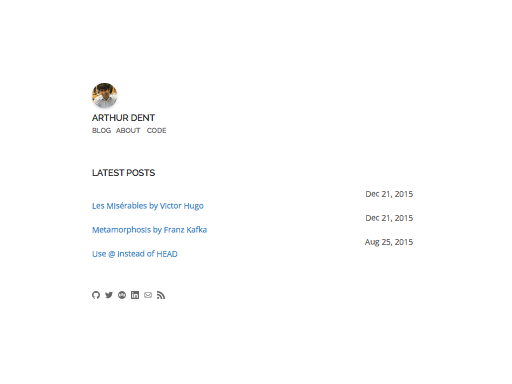 ARTHUR DENT
BLOG ABOUT CODE
LATEST POSTS
Dec 21, 2015
Les Misérables by Victor Hugo
Dec 21, 2015
Metamorphosis by Franz Kafka
Aug 25, 2015
Use @ instead of HEAD